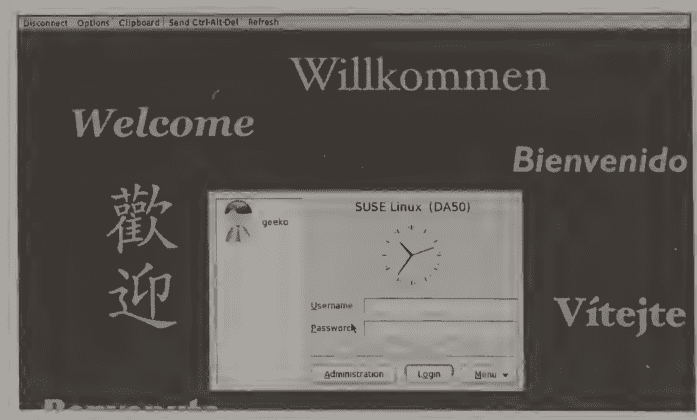 Disconnect Options Clipboard Send Ctrl-Alt-Del Refresh
Willkommen
Welcome
Bienvenido
歡
迎
SUSE Linux (DA50)
geeko
Username
Password
Vítejte
Administration Login Menu
Benvenuto